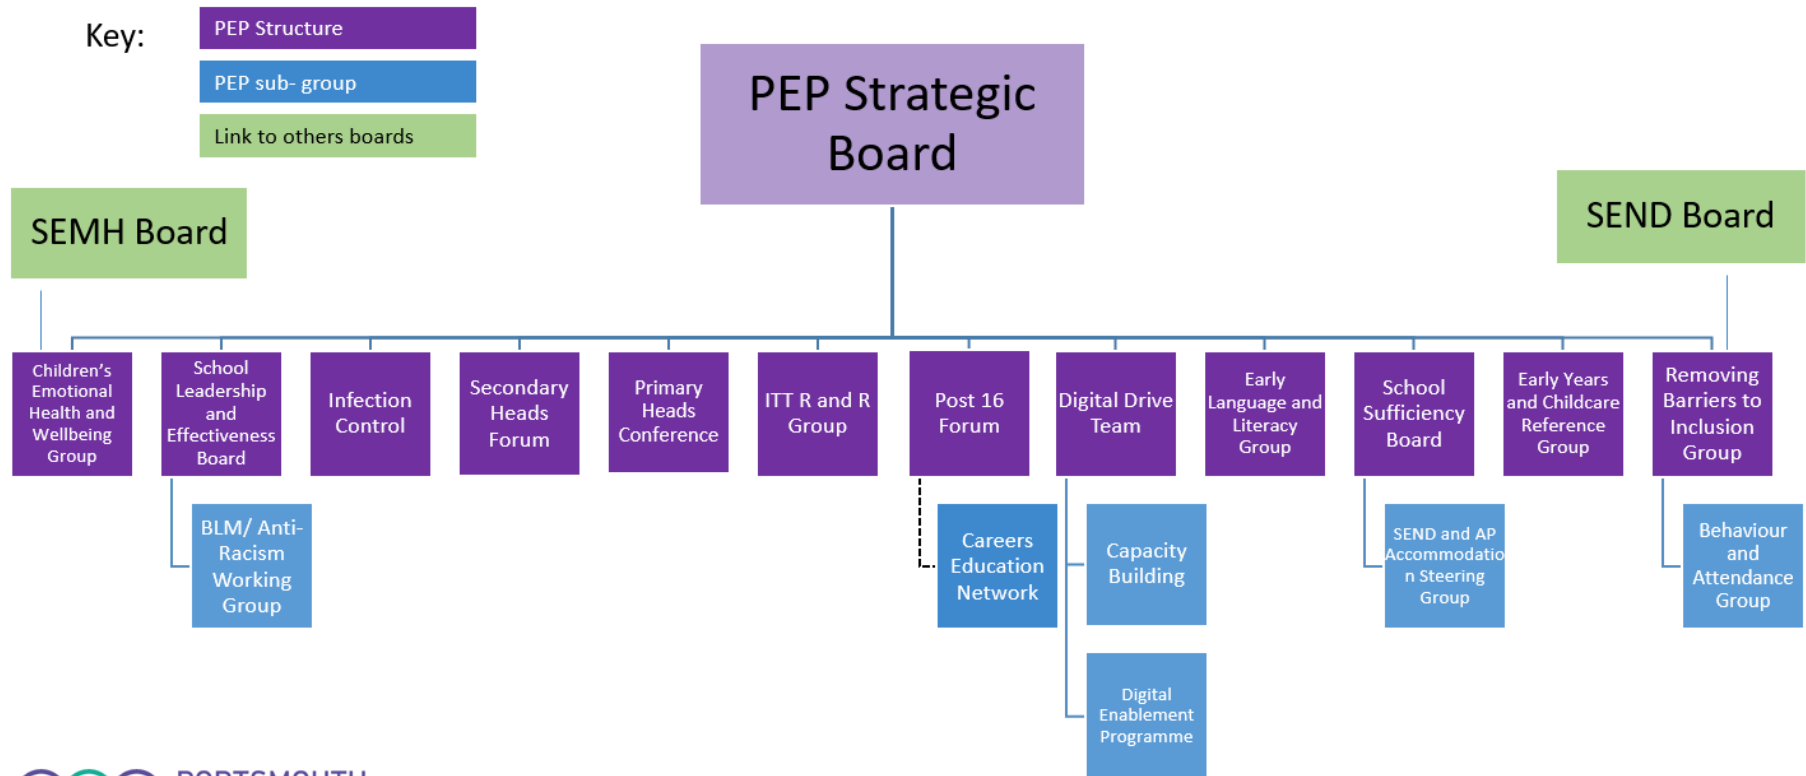 Key:
PEP Structure
PEP sub- group
Link to others boards
PEP Strategic
Board
SEMH Board
SEND Board
Children’s
Emotional
Health and
Wellbeing
Group
School
Leadership
and
Effectiveness
Board
Infection
Control
Secondary
Heads
Forum
Primary
Heads
Conference
ITT R and R
Group
Post 16
Forum
Digital Drive
Team
Early
Language and
Literacy
Group
School
Sufficiency
Board
Early Years
and Childcare
Reference
Group
Removing
Barriers to
Inclusion
Group
BLM/ Anti-
Racism
Working
Group
Careers
Education
Network
Capacity
Building
SEND and AP
Accommodatio
n Steering
Group
Behaviour
and
Attendance
Group
Digital
Enablement
Programme
PORTSMOUTH